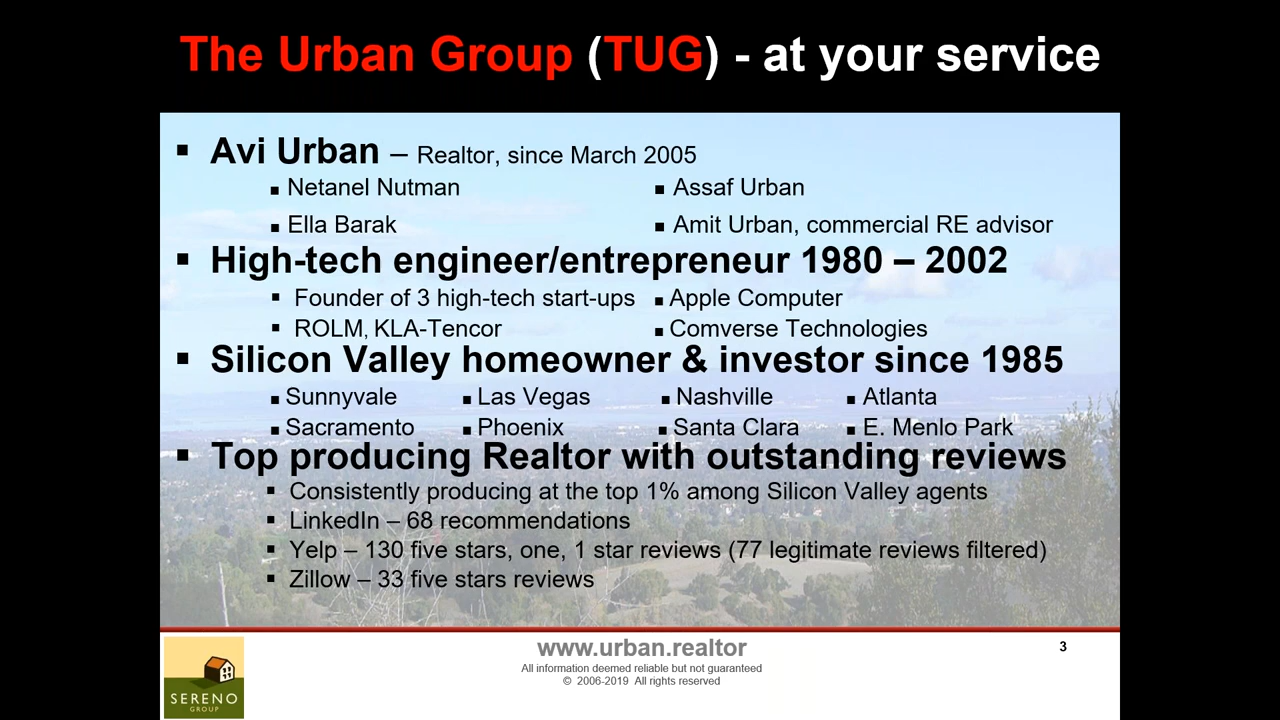 The Urban Group (TUG) - at your service
▪ Avi Urban – Realtor, since March 2005
▪ Netanel Nutman ▪ Assaf Urban
▪ Ella Barak ▪ Amit Urban, commercial RE advisor
▪ High-tech engineer/entrepreneur 1980 – 2002
▪ Founder of 3 high-tech start-ups ▪ Apple Computer
▪ ROLM, KLA-Tencor ▪ Comverse Technologies
▪ Silicon Valley homeowner & investor since 1985
▪ Sunnyvale ▪ Las Vegas ▪ Nashville ▪ Atlanta
▪ Sacramento ▪ Phoenix ▪ Santa Clara ▪ E. Menlo Park
▪ Top producing Realtor with outstanding reviews
▪ Consistently producing at the top 1% among Silicon Valley agents
▪ LinkedIn – 68 recommendations
▪ Yelp – 130 five stars, one, 1 star reviews (77 legitimate reviews filtered)
▪ Zillow – 33 five stars reviews
www.urban.realtor
3
All information deemed reliable but not guaranteed
© 2006-2019 All rights reserved
SERENO
GROUP